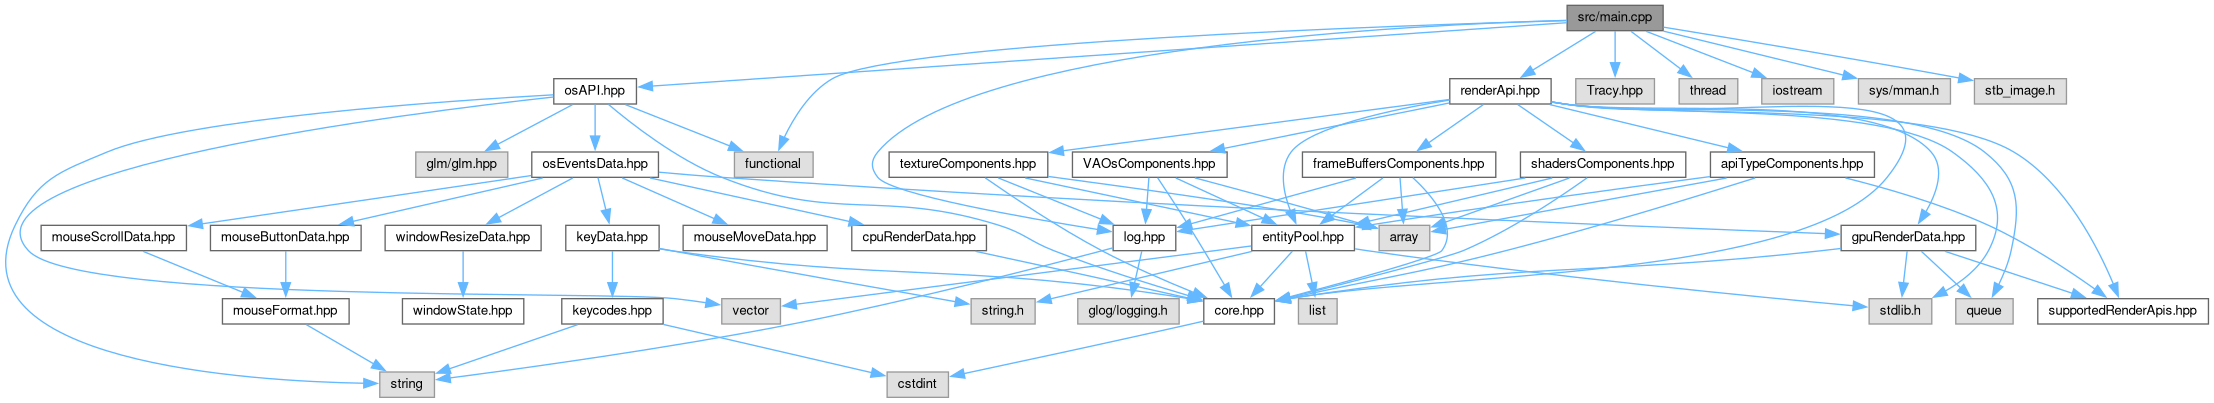 src/main.cpp
osAPI.hpp
renderApi.hpp
Tracy.hpp
thread
iostream
sys/mman.h
stb_image.h
glm/glm.hpp
osEventsData.hpp
functional
textureComponents.hpp
VAOsComponents.hpp
frameBuffersComponents.hpp
shadersComponents.hpp
apiTypeComponents.hpp
mouseScrollData.hpp
mouseButtonData.hpp
windowResizeData.hpp
keyData.hpp
mouseMoveData.hpp
cpuRenderData.hpp
log.hpp
entityPool.hpp
array
gpuRenderData.hpp
mouseFormat.hpp
windowState.hpp
keycodes.hpp
vector
string.h
glog/logging.h
core.hpp
list
stdlib.h
queue
supportedRenderApis.hpp
string
cstdint